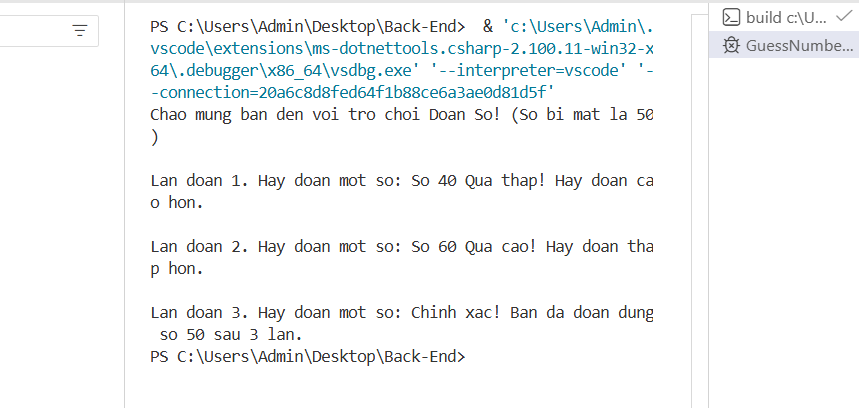 PS C:\Users\Admin\Desktop\Back-End>  & 'c:\Users\Admin\.
vscode\extensions\ms-dotnettools.csharp-2.100.11-win32-x
64\.debugger\x86_64\vsdbg.exe' '--interpreter=vscode' '-
-connection=20a6c8d8fed64f1b88ce6a3ae0d81d5f'
Chao mung ban den voi tro choi Doan So! (So bi mat la 50
)
Lan doan 1. Hay doan mot so: So 40 Qua thap! Hay doan ca
o hon.
Lan doan 2. Hay doan mot so: So 60 Qua cao! Hay doan tha
p hon.
Lan doan 3. Hay doan mot so: Chinh xac! Ban da doan dung
 so 50 sau 3 lan.
PS C:\Users\Admin\Desktop\Back-End>
build c:\U...
GuessNumbe...